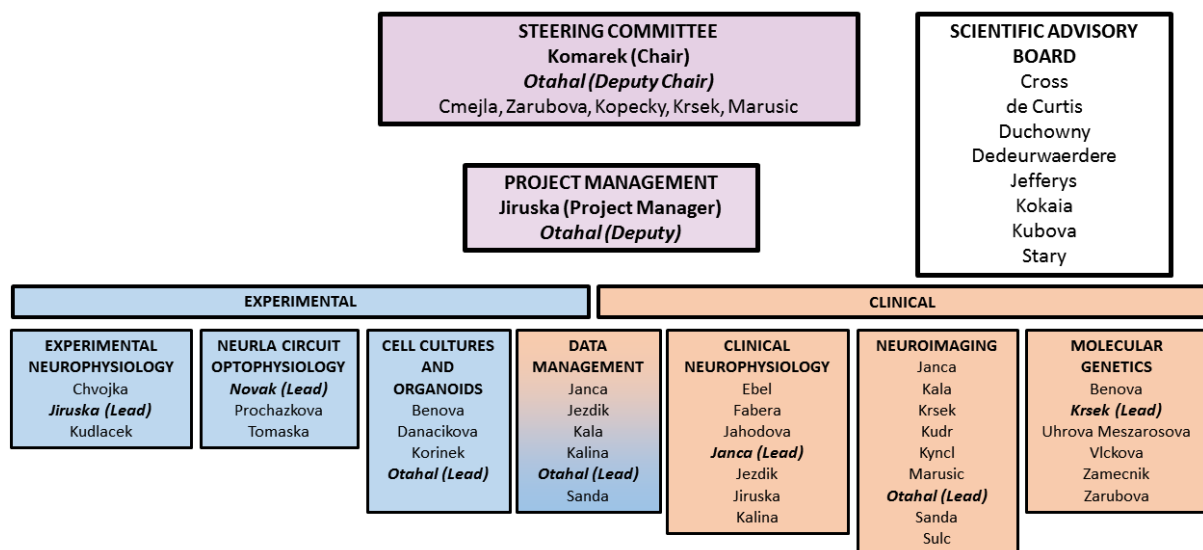 STEERING COMMITTEE
Komarek (Chair)
Otahal (Deputy Chair)
Cmejla, Zarubova, Kopecky, Krsek, Marusic
SCIENTIFIC ADVISORY
BOARD
Cross
de Curtis
Duchowny
Dedeurwaerdere
Jefferys
Kokaia
Kubova
Stary
PROJECT MANAGEMENT
Jiruska (Project Manager)
Otahal (Deputy)
EXPERIMENTAL
CLINICAL
EXPERIMENTAL
NEUROPHYSIOLOGY
Chvojka
Jiruska (Lead)
Kudlacek
NEURLA CIRCUIT
OPTOPHYSIOLOGY
Novak (Lead)
Prochazkova
Tomaska
CELL CULTURES
AND
ORGANOIDS
Benova
Danacikova
Korinek
Otahal (Lead)
DATA
MANAGEMENT
Janca
Jezdik
Kala
Kalina
Otahal (Lead)
Sanda
CLINICAL
NEUROPHYSIOLOGY
Ebel
Fabera
Jahodova
Janca (Lead)
Jezdik
Jiruska
Kalina
NEUROIMAGING
Janca
Kala
Krsek
Kudr
Kyncl
Marusic
Otahal (Lead)
Sanda
Sulc
MOLECULAR
GENETICS
Benova
Krsek (Lead)
Uhrova Meszarosova
Vlckova
Zamecnik
Zarubova